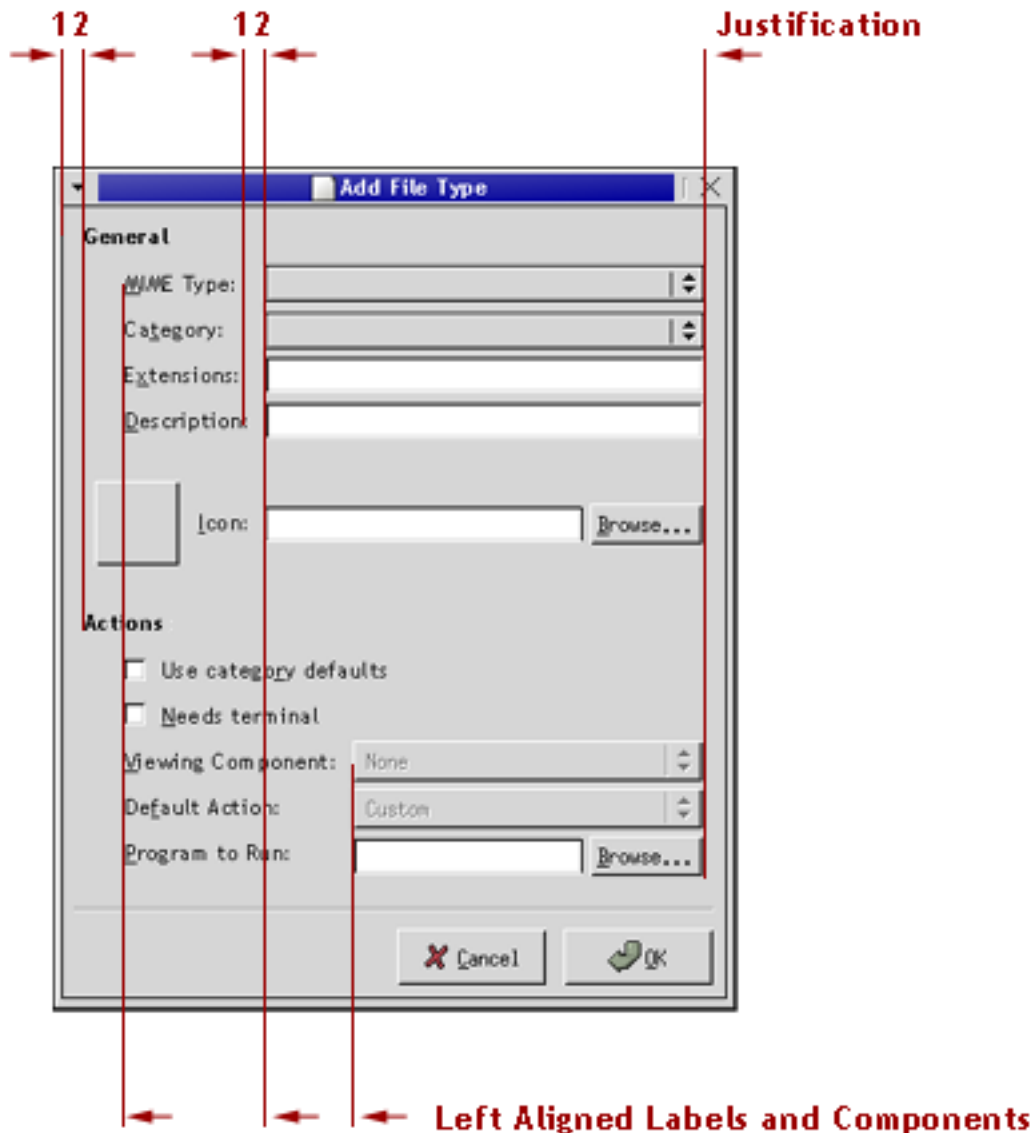 12 12 Justification
Add File Type
General
MIME Type:
Category:
Extensions:
Description:
Icon: Browse...
Actions
Use category defaults
Needs terminal
Viewing Component: None
Default Action: Custom
Program to Run: Browse...
Cancel OK
Left Aligned Labels and Components